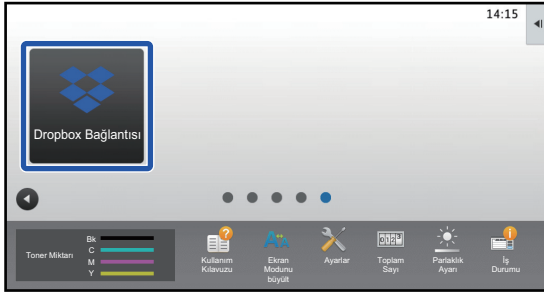 14:15
Dropbox Bağlantısı
Toner Miktarı
Bk
C
M
Y
Kullanım
Kılavuzu
Ekran
Modunu
büyült
Ayarlar
Toplam
Sayı
Parlaklık
Ayarı
İş
Durumu